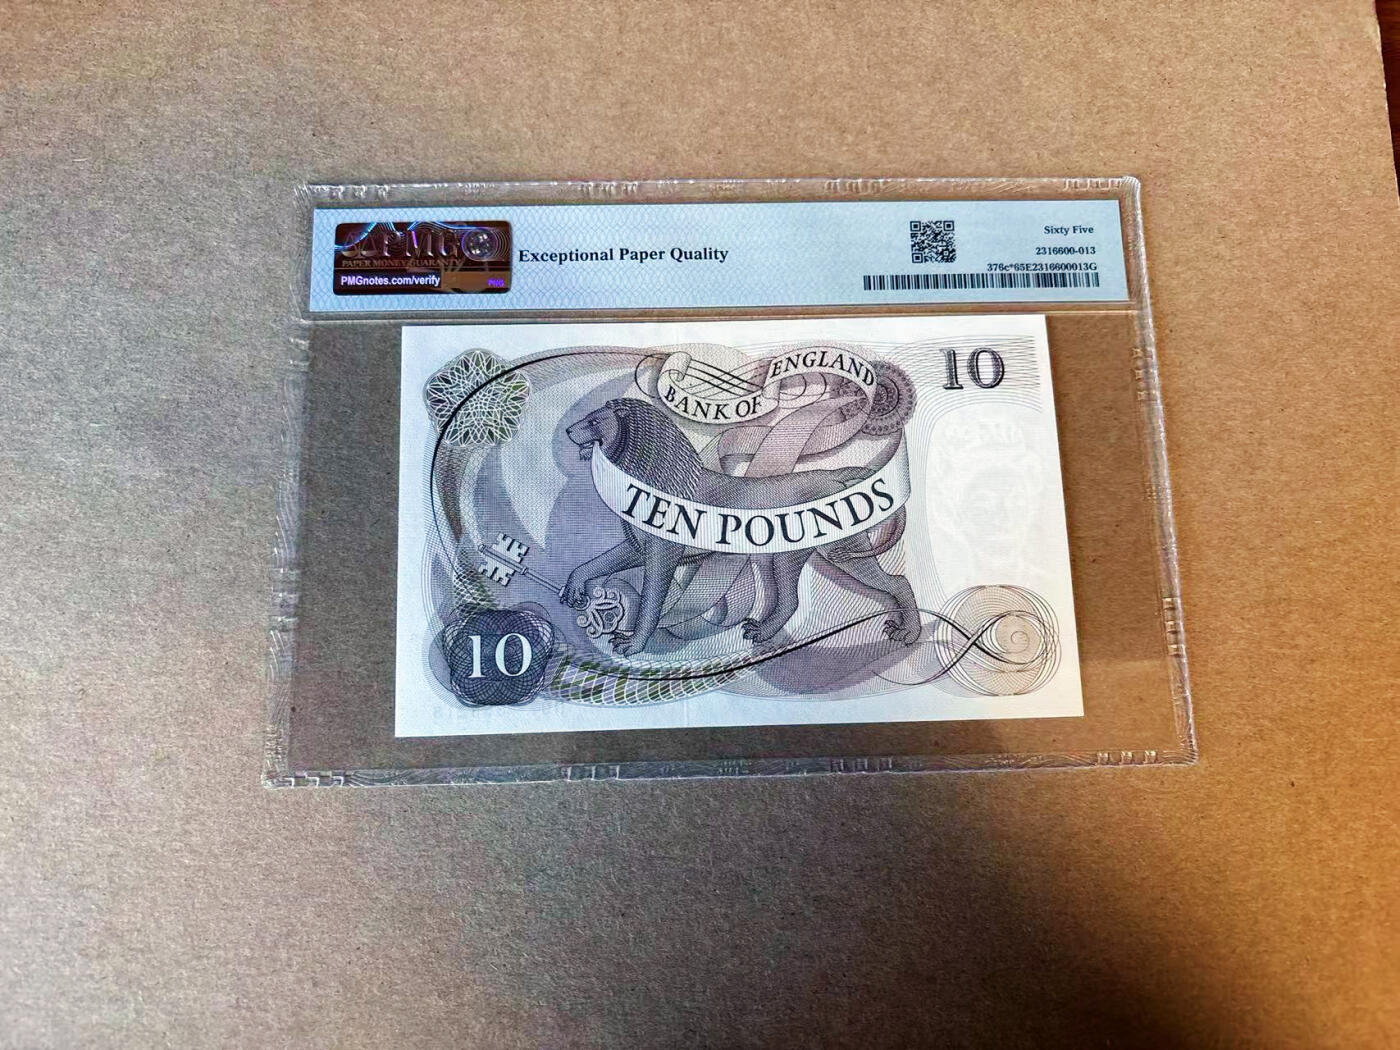 PMG
PAPER MONEY GUARANTY
PMGnotes.com/verify
PMG
Exceptional Paper Quality
Sixty Five
2316600-013
376c*65E2316600013G
BANK OF ENGLAND
10
TEN POUNDS
10